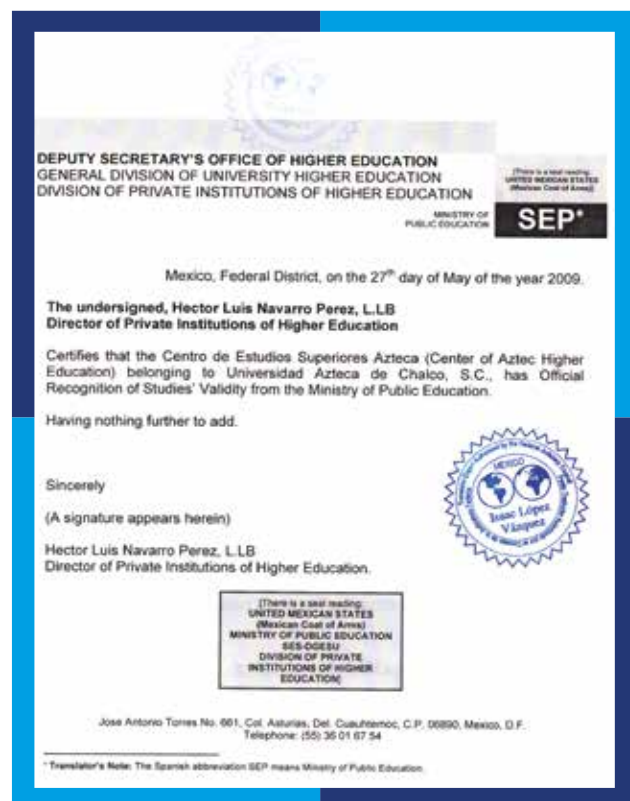 DEPUTY SECRETARY'S OFFICE OF HIGHER EDUCATION
GENERAL DIVISION OF UNIVERSITY HIGHER EDUCATION
DIVISION OF PRIVATE INSTITUTIONS OF HIGHER EDUCATION
[There is a seal reading:
UNITED MEXICAN STATES
(Mexican Coat of Arms)]
MINISTRY OF
PUBLIC EDUCATION
SEP*
Mexico, Federal District, on the 27th day of May of the year 2009.
The undersigned, Hector Luis Navarro Perez, L.LB
Director of Private Institutions of Higher Education
Certifies that the Centro de Estudios Superiores Azteca (Center of Aztec Higher
Education) belonging to Universidad Azteca de Chalco, S.C., has Official
Recognition of Studies' Validity from the Ministry of Public Education.
Having nothing further to add.
MEXICO
Isaac López
Vázquez
Sincerely
(A signature appears herein)
Hector Luis Navarro Perez, L.LB
Director of Private Institutions of Higher Education.
[There is a seal reading:
UNITED MEXICAN STATES
(Mexican Coat of Arms)
MINISTRY OF PUBLIC EDUCATION
SES-DGESU
DIVISION OF PRIVATE
INSTITUTIONS OF HIGHER
EDUCATION]
Jose Antonio Torres No. 661, Col. Asturias, Del. Cuauhtemoc, C.P. 06890, Mexico, D.F.
Telephone: (55) 36 01 67 54
* Translator's Note: The Spanish abbreviation SEP means Ministry of Public Education.